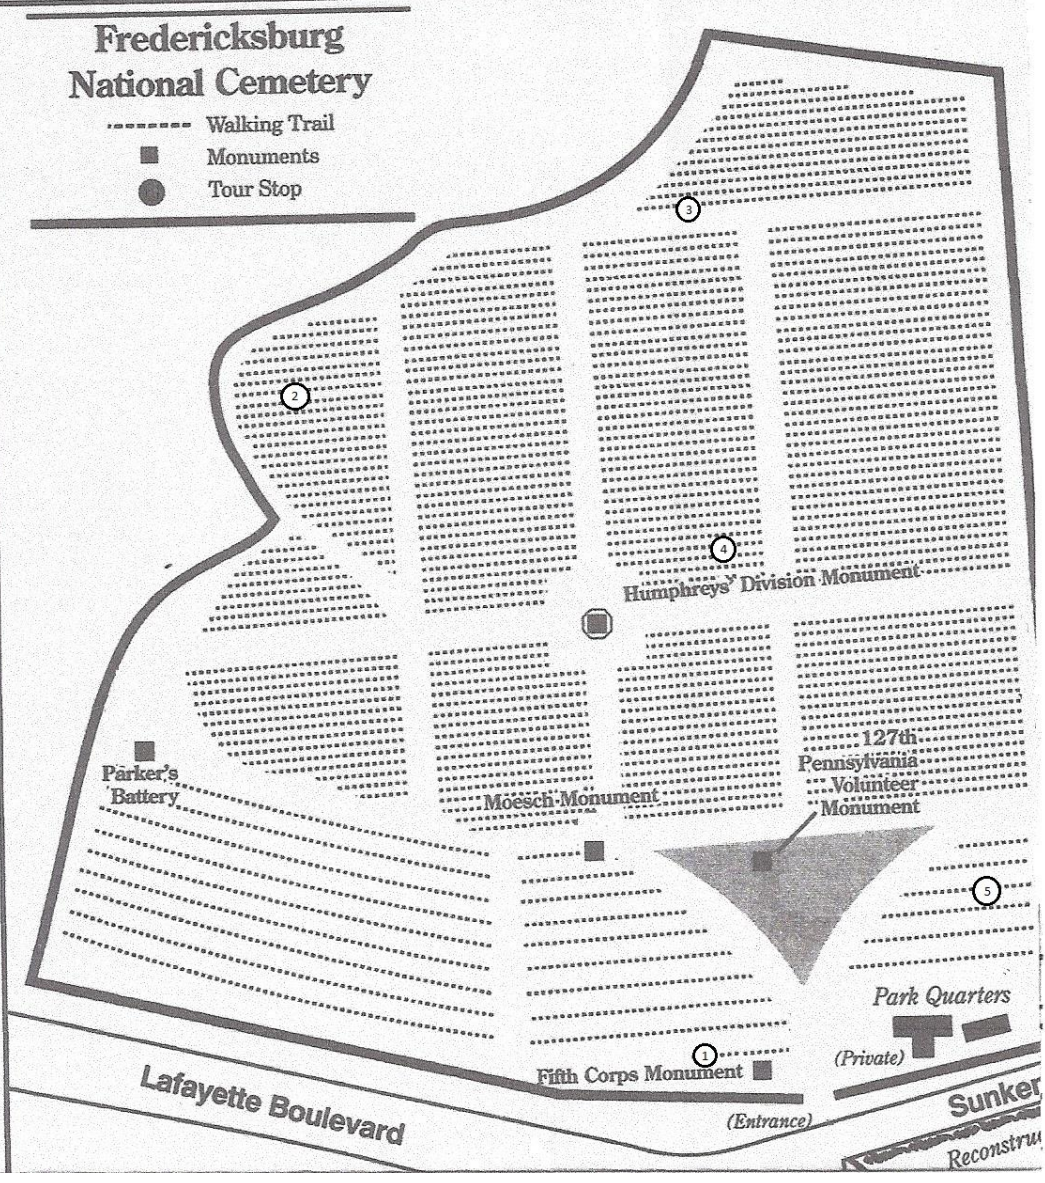 Fredericksburg
National Cemetery
Walking Trail
Monuments
Tour Stop
3
2
4
Humphreys' Division Monument
127th
Pennsylvania
Volunteer
Monument
Parker's
Battery
Moesch Monument
5
Park Quarters
1
(Private)
Fifth Corps Monument
Lafayette Boulevard
(Entrance)
Sunken
Reconstru